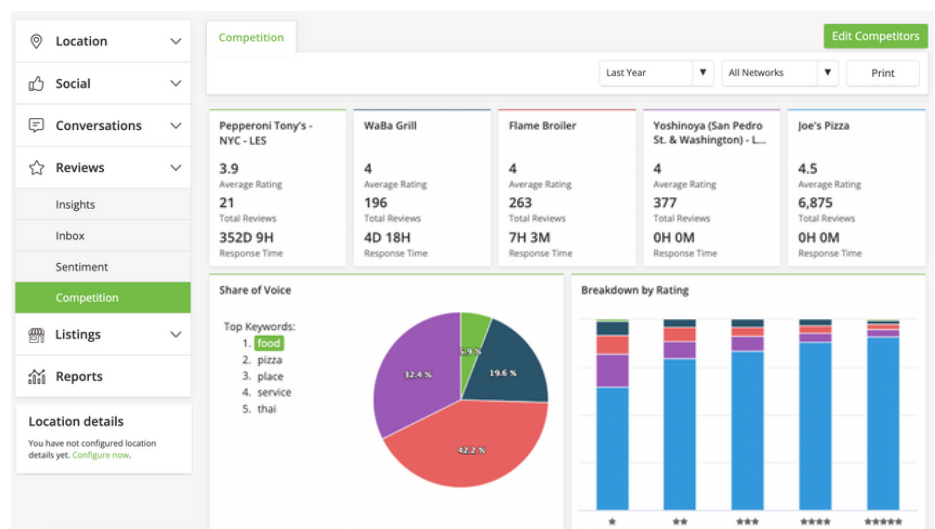 Location
Social
Conversations
Reviews
Insights
Inbox
Sentiment
Competition
Listings
Reports
Location details
You have not configured location
details yet. Configure now.
Competition
Edit Competitors
Last Year
All Networks
Print
Pepperoni Tony's -
NYC - LES
3.9
Average Rating
21
Total Reviews
352D 9H
Response Time
WaBa Grill
4
Average Rating
196
Total Reviews
4D 18H
Response Time
Flame Broiler
4
Average Rating
263
Total Reviews
7H 3M
Response Time
Yoshinoya (San Pedro
St. & Washington) - L...
4
Average Rating
377
Total Reviews
0H 0M
Response Time
Joe's Pizza
4.5
Average Rating
6,875
Total Reviews
0H 0M
Response Time
Share of Voice
Top Keywords:
1. food
2. pizza
3. place
4. service
5. thai
5.9 %
19.6 %
32.4 %
42.2 %
Breakdown by Rating
★
★★
★★★
★★★★
★★★★★